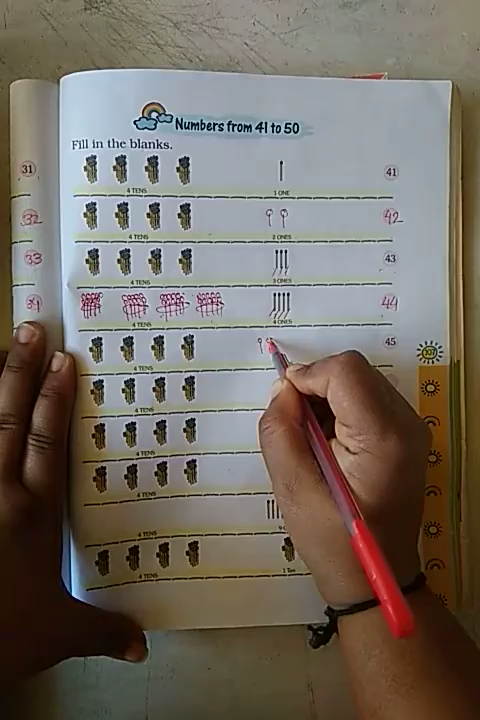 Numbers from 41 to 50
Fill in the blanks.
31
4 TENS
1 ONE
41
32
4 TENS
2 ONES
42
33
4 TENS
3 ONES
43
34
4 TENS
4 ONES
44
4 TENS
45
107
4 TENS
4 TENS
4 TENS
4 TENS
4 TENS
1 Ten